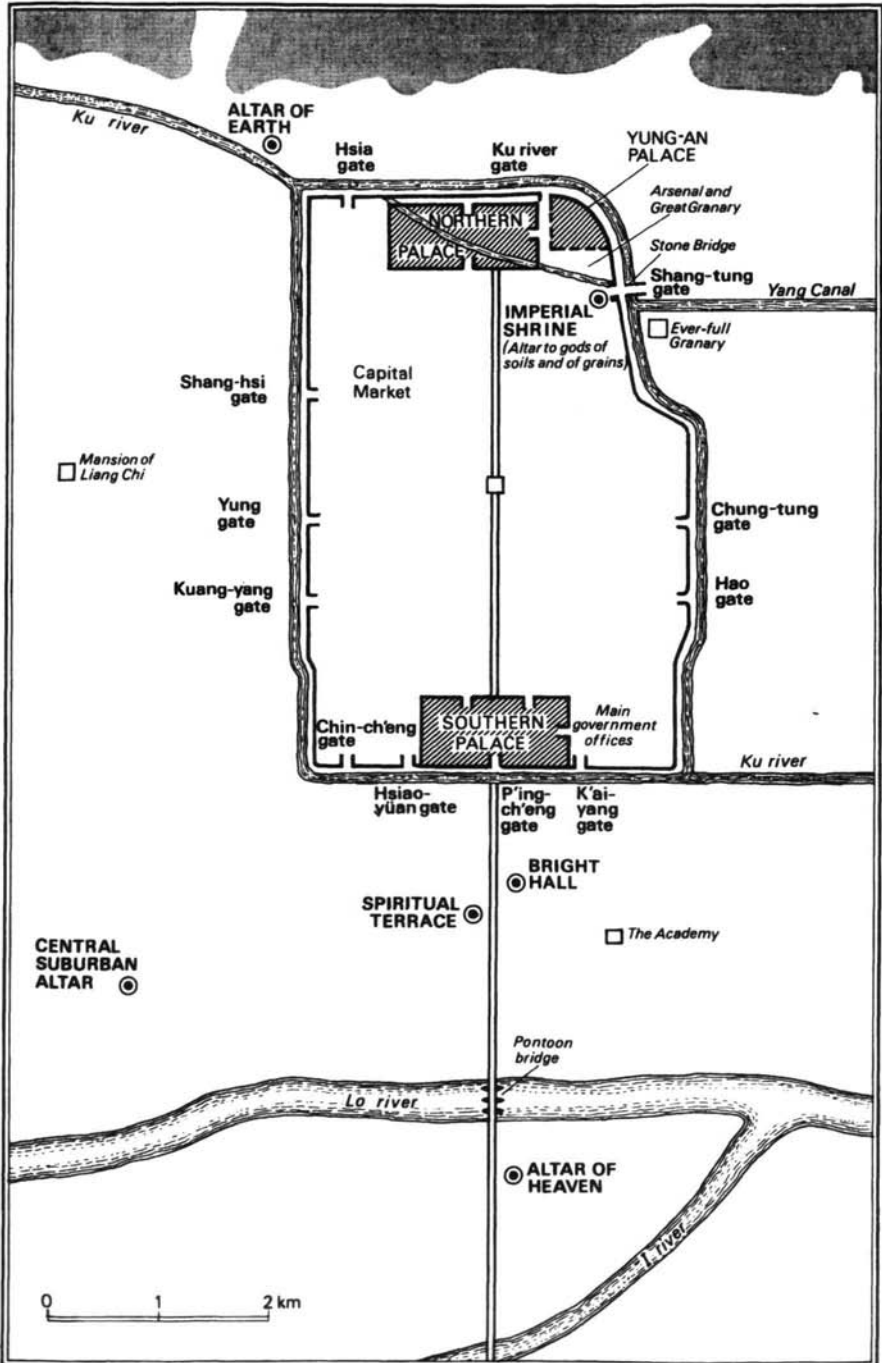 Ku river
ALTAR OF
EARTH
Hsia
gate
Ku river
gate
YUNG-AN
PALACE
Arsenal and
Great Granary
NORTHERN
PALACE
Stone Bridge
Shang-tung
gate
Yang Canal
IMPERIAL
SHRINE
(Altar to gods of
soils and of grains)
Ever-full
Granary
Shang-hsi
gate
Capital
Market
Mansion of
Liang Chi
Yung
gate
Chung-tung
gate
Kuang-yang
gate
Hao
gate
Chin-ch'eng
gate
SOUTHERN
PALACE
Main
government
offices
Ku river
Hsiao-
yüan gate
P'ing-
ch'eng
gate
K'ai-
yang
gate
BRIGHT
HALL
SPIRITUAL
TERRACE
The Academy
CENTRAL
SUBURBAN
ALTAR
Pontoon
bridge
Lo river
ALTAR OF
HEAVEN
I river
0 1 2 km